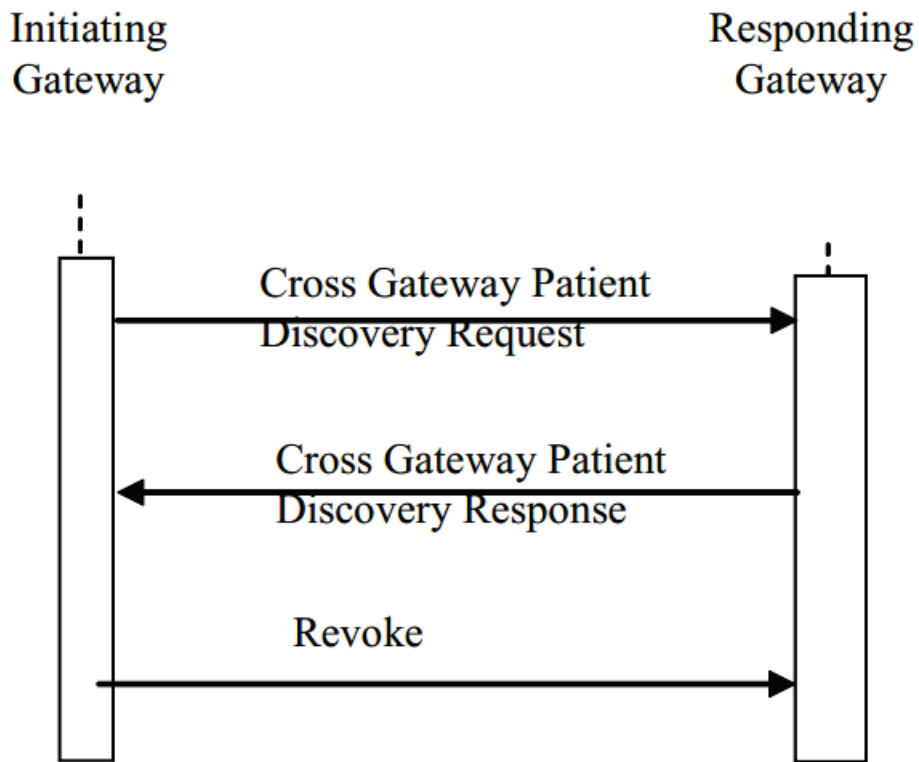 Initiating
Gateway
Responding
Gateway
Cross Gateway Patient
Discovery Request
Cross Gateway Patient
Discovery Response
Revoke